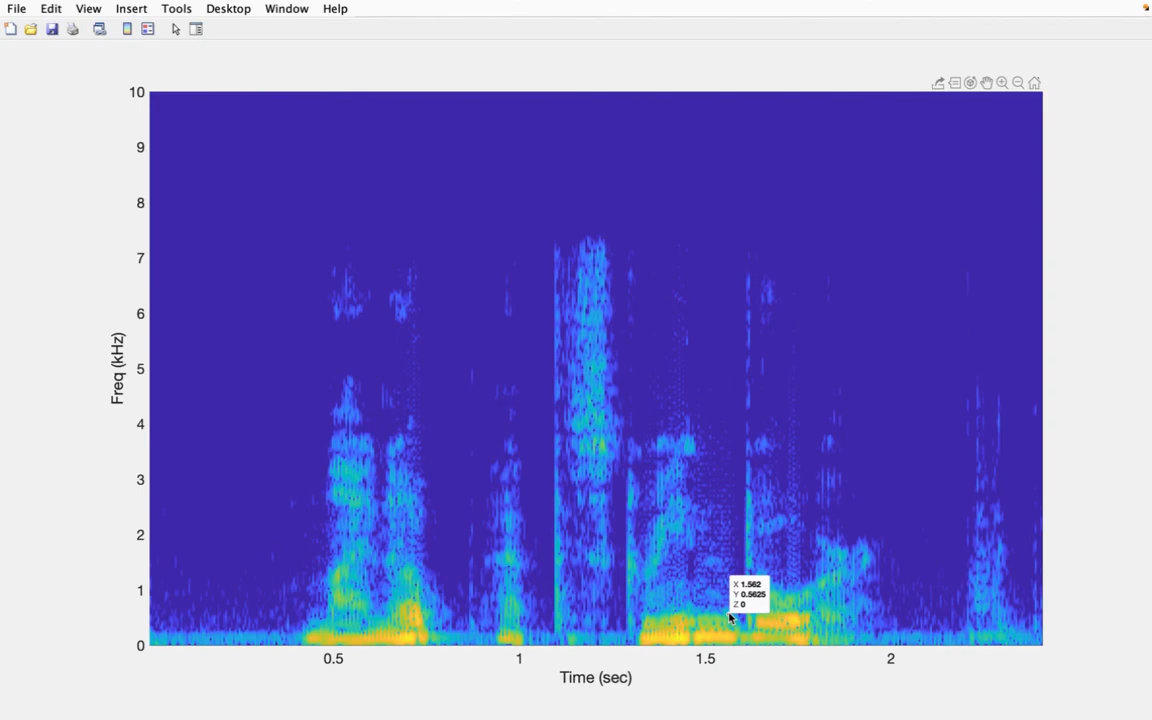 File Edit View Insert Tools Desktop Window Help
10
9
8
7
6
5
4
3
2
1
0
Freq (kHz)
X 1.562
Y 0.5625
Z 0
0.5 1 1.5 2
Time (sec)